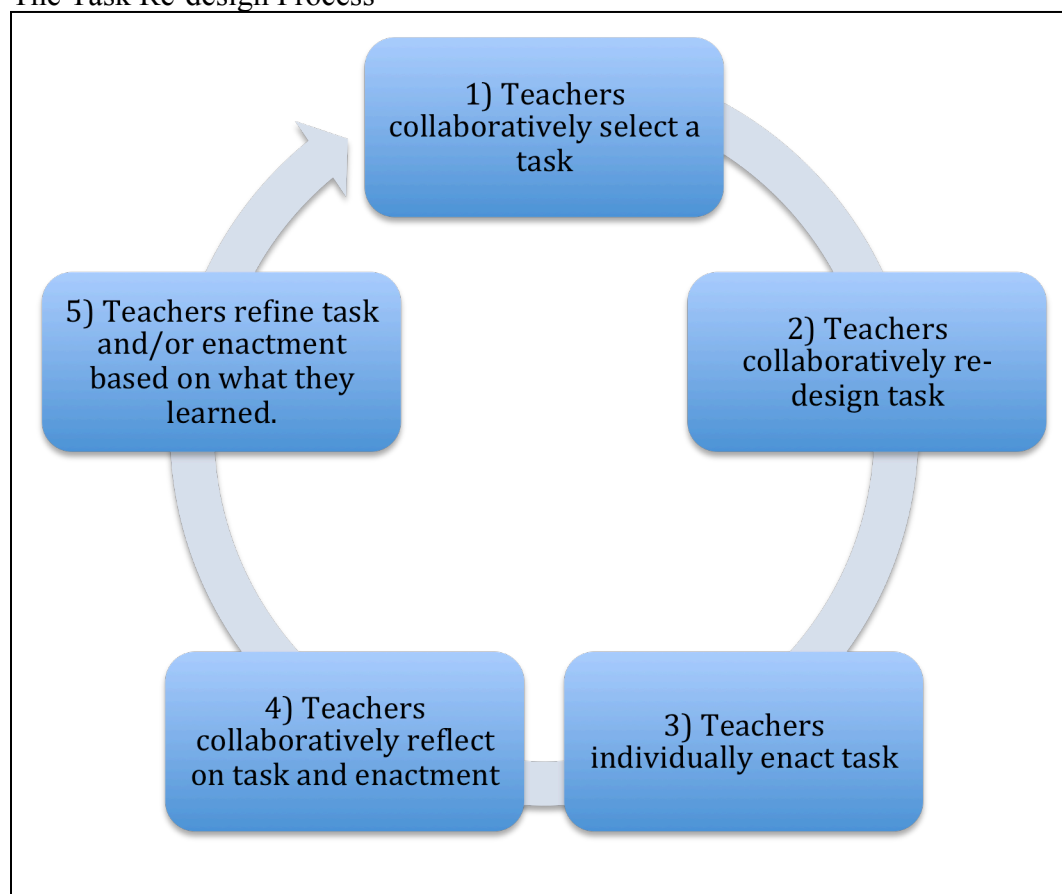 The Task Re-design Process
1) Teachers
collaboratively select a
task
2) Teachers
collaboratively re-
design task
3) Teachers
individually enact task
4) Teachers
collaboratively reflect
on task and enactment
5) Teachers refine task
and/or enactment
based on what they
learned.